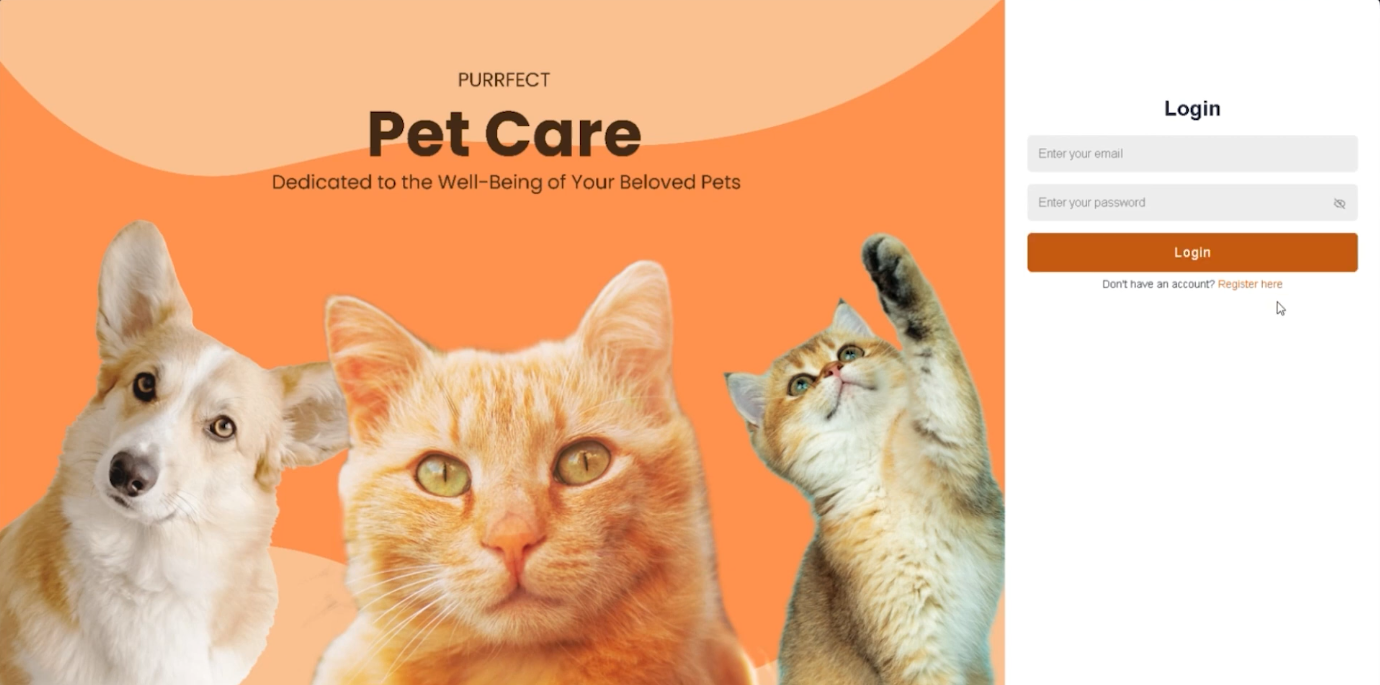 PURRFECT
Pet Care
Dedicated to the Well-Being of Your Beloved Pets
Login
Enter your email
Enter your password
Login
Don't have an account? Register here